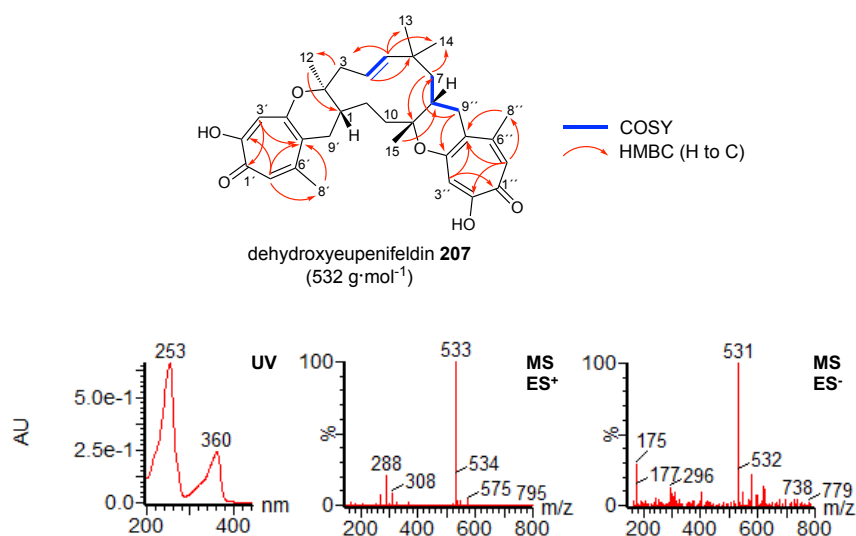 13
14
12
3
7
H
O
3´
1
10
9´´
8´´
HO
H
9´
15
6´´
O
6´
O
1´
8´
3´´
1´´
O
HO
COSY
HMBC (H to C)
dehydroxyeupenifeldin 207
(532 g·mol-1)
253
UV
5.0e-1
360
2.5e-1
0.0
AU
200
400
nm
100
533
MS
ES+
%
288
534
308
575
795
0
200
400
600
800
m/z
100
531
MS
ES-
%
175
177
296
532
738
779
0
200
400
600
800
m/z